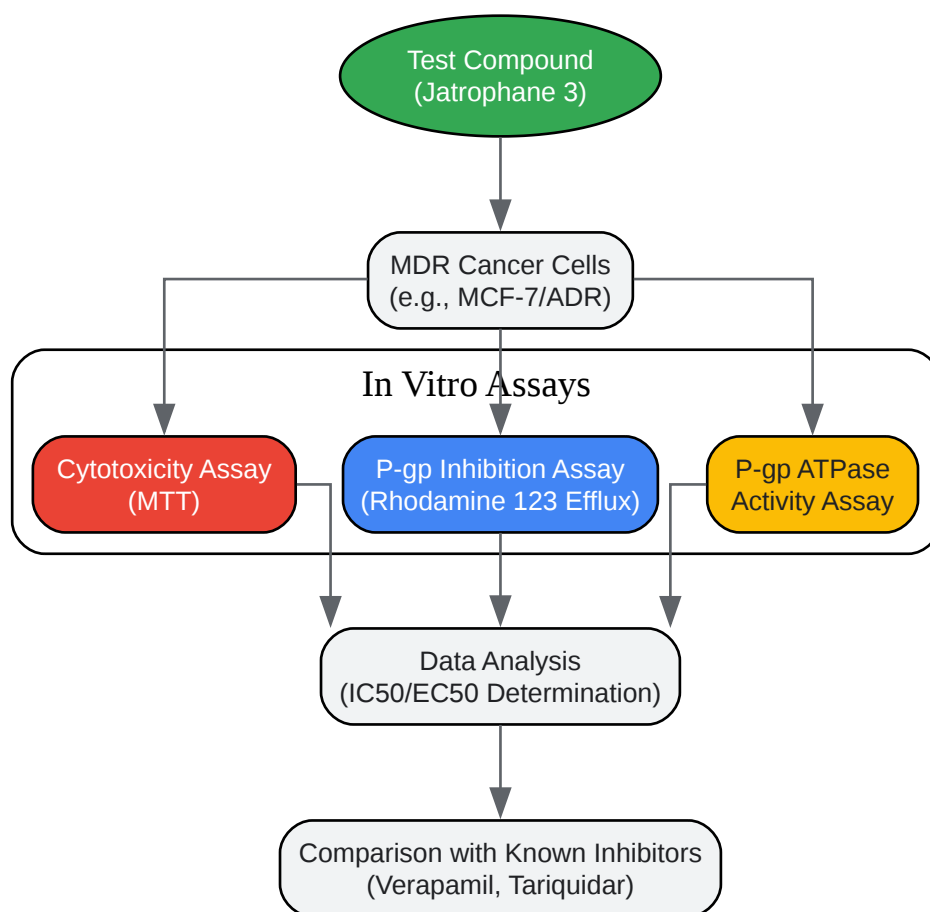 Test Compound
(Jatrophane 3)
MDR Cancer Cells
(e.g., MCF-7/ADR)
In Vitro Assays
Cytotoxicity Assay
(MTT)
P-gp Inhibition Assay
(Rhodamine 123 Efflux)
P-gp ATPase
Activity Assay
Data Analysis
(IC50/EC50 Determination)
Comparison with Known Inhibitors
(Verapamil, Tariquidar)